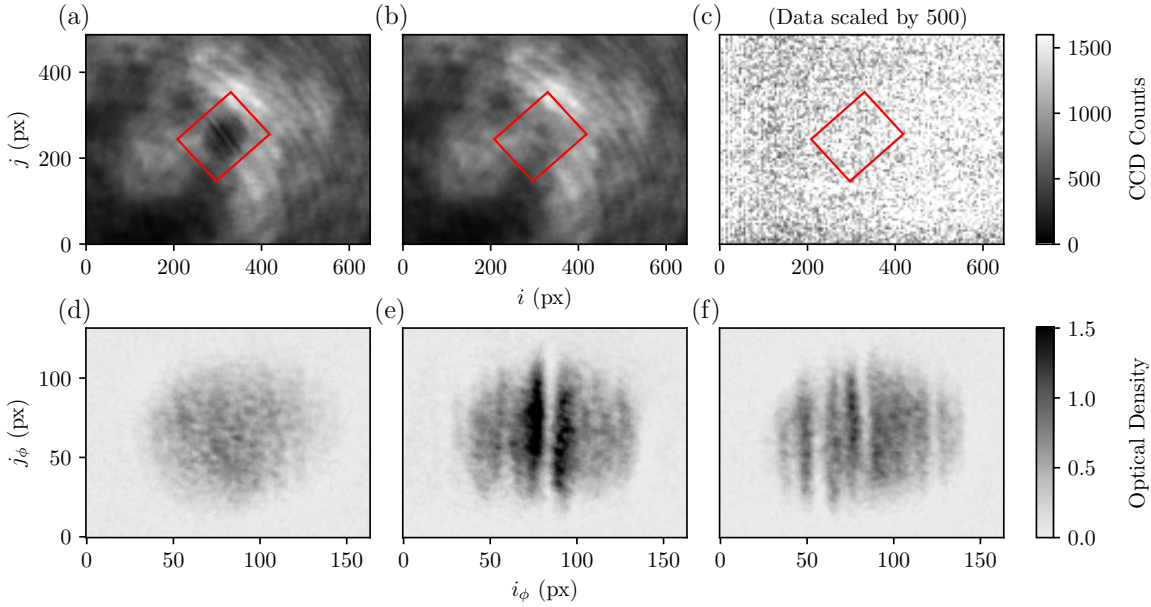 (a)
(b)
(c)
(Data scaled by 500)
j (px)
400
200
0
0 200 400 600
0 200 400 600
0 200 400 600
i (px)
1500
1000
500
0
CCD Counts
(d)
(e)
(f)
j_ϕ (px)
100
50
0
0 50 100 150
0 50 100 150
0 50 100 150
i_ϕ (px)
1.5
1.0
0.5
0.0
Optical Density